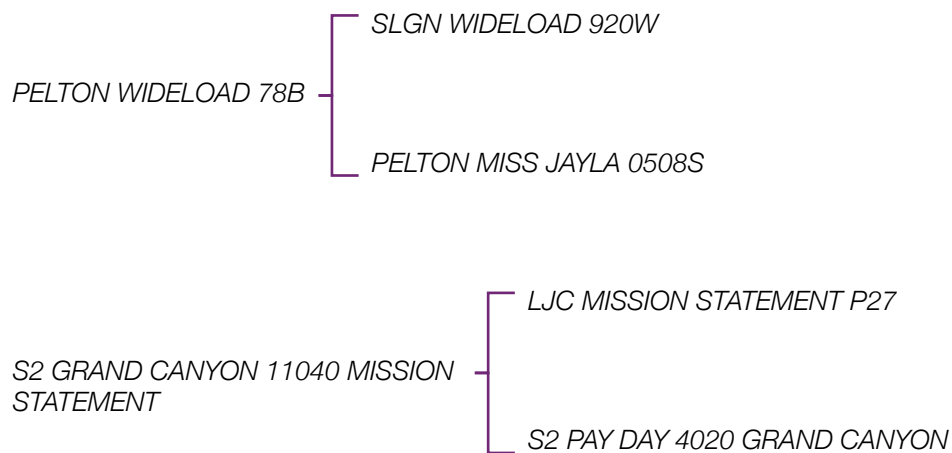 SLGN WIDELOAD 920W
PELTON WIDELOAD 78B
PELTON MISS JAYLA 0508S
LJC MISSION STATEMENT P27
S2 GRAND CANYON 11040 MISSION
STATEMENT
S2 PAY DAY 4020 GRAND CANYON